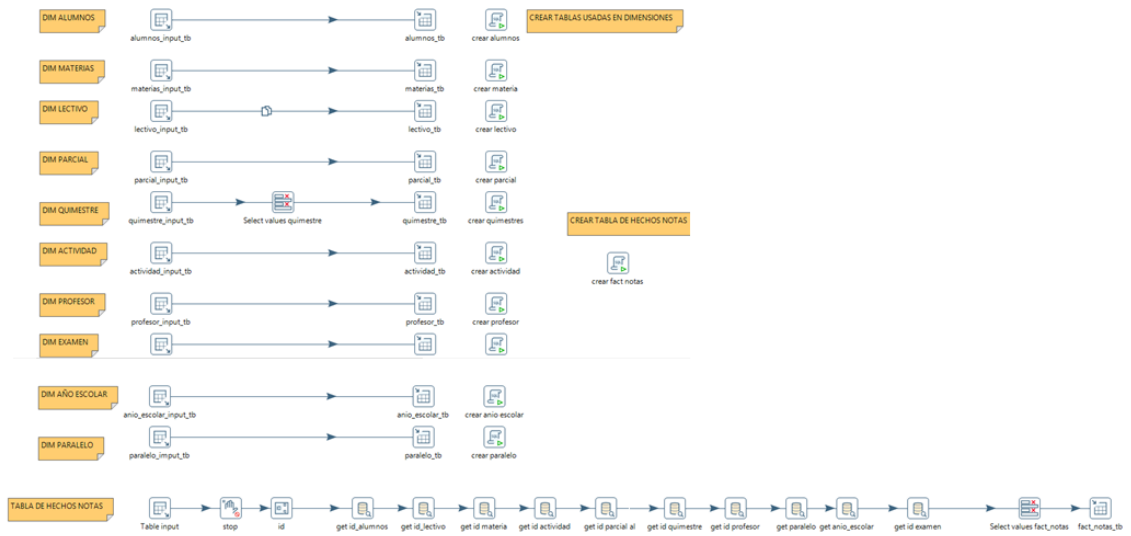 DIM ALUMNOS
alumnos_input_tb
alumnos_tb
crear alumnos
CREAR TABLAS USADAS EN DIMENSIONES
DIM MATERIAS
materias_input_tb
materias_tb
crear materia
DIM LECTIVO
lectivo_input_tb
lectivo_tb
crear lectivo
DIM PARCIAL
parcial_input_tb
parcial_tb
crear parcial
DIM QUIMESTRE
quimestre_input_tb
Select values quimestre
quimestre_tb
crear quimestres
CREAR TABLA DE HECHOS NOTAS
crear fact notas
DIM ACTIVIDAD
actividad_input_tb
actividad_tb
crear actividad
DIM PROFESOR
profesor_input_tb
profesor_tb
crear profesor
DIM EXAMEN
DIM AÑO ESCOLAR
anio_escolar_input_tb
anio_escolar_tb
crear anio escolar
DIM PARALELO
paralelo_imput_tb
paralelo_tb
crear paralelo
TABLA DE HECHOS NOTAS
Table input
stop
id
get id_alumnos
get id_lectivo
get id materia
get id actividad
get id parcial al
get id quimestre
get id profesor
get paralelo
get anio_escolar
get id examen
Select values fact_notas
fact_notas_tb